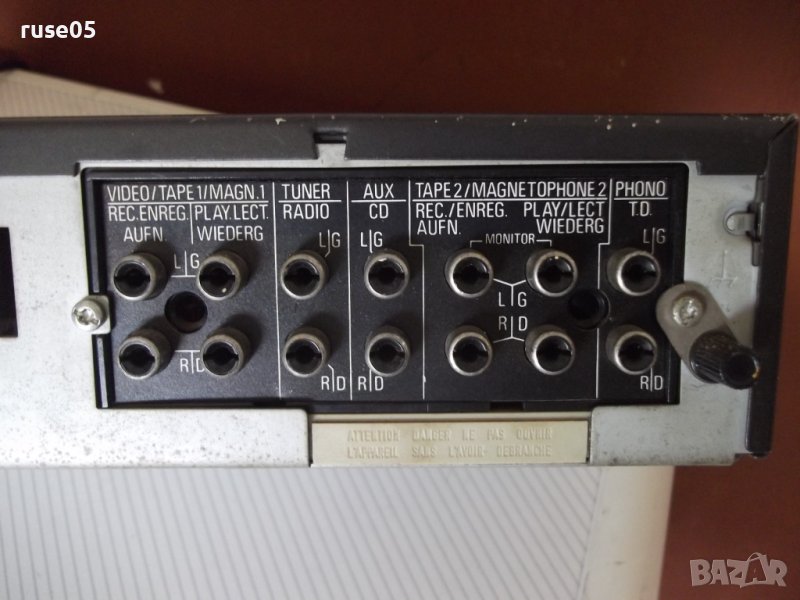 ruse05
VIDEO/TAPE 1/MAGN.1 TUNER AUX TAPE 2/MAGNETOPHONE 2 PHONO
REC.ENREG. PLAY.LECT. RADIO CD REC./ENREG. PLAY/LECT T.D.
AUFN. WIEDERG AUFN. WIEDERG
MONITOR
L|G L|G L|G L|G
L|G
R|D
R|D R|D R|D R|D
ATTENTION DANGER NE PAS OUVRIR
L'APPAREIL SANS L'AVOIR DEBRANCHE
BAZAR